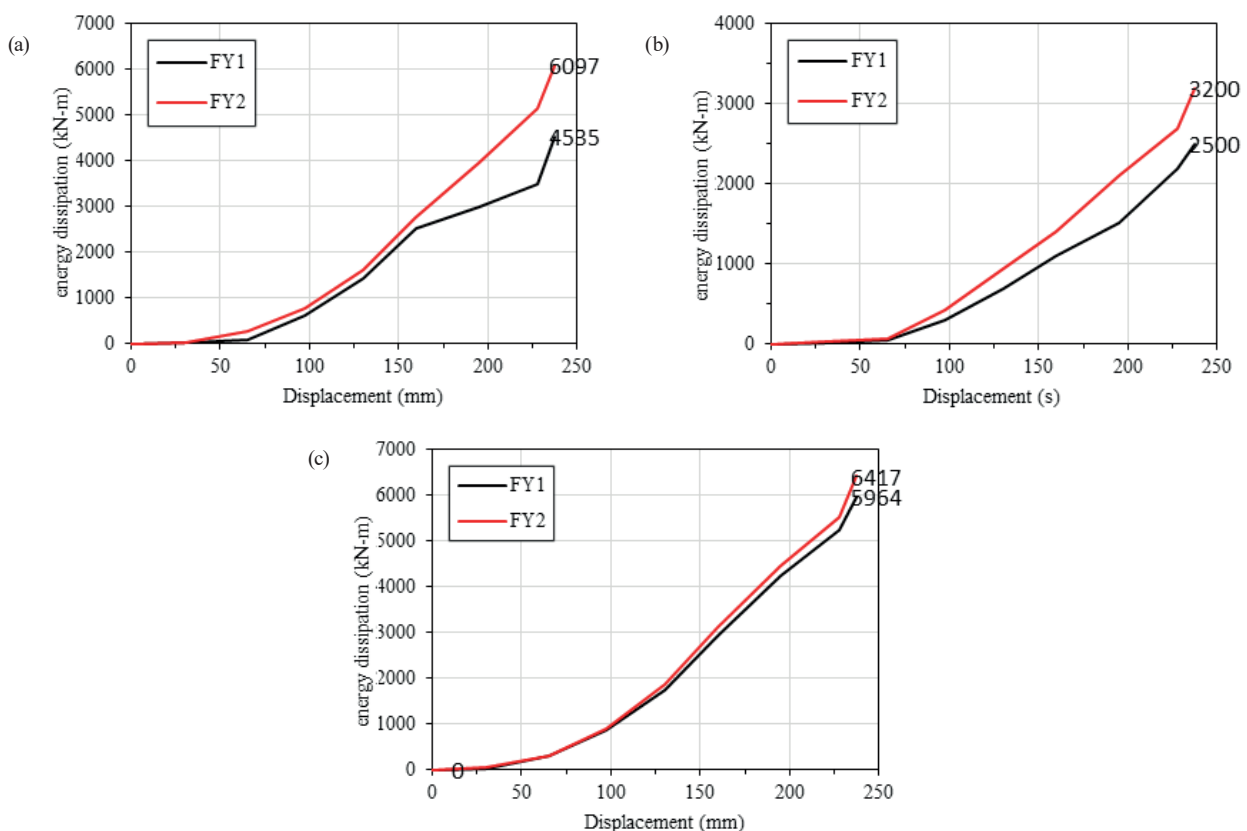 (a)
7000
6000
5000
4000
3000
2000
1000
0
energy dissipation (kN-m)
FY1
FY2
6097
4535
0 50 100 150 200 250
Displacement (mm)
(b)
4000
3000
2000
1000
0
energy dissipation (kN-m)
FY1
FY2
3200
2500
0 50 100 150 200 250
Displacement (s)
(c)
7000
6000
5000
4000
3000
2000
1000
0
energy dissipation (kN-m)
FY1
FY2
6417
5964
0
0 50 100 150 200 250
Displacement (mm)